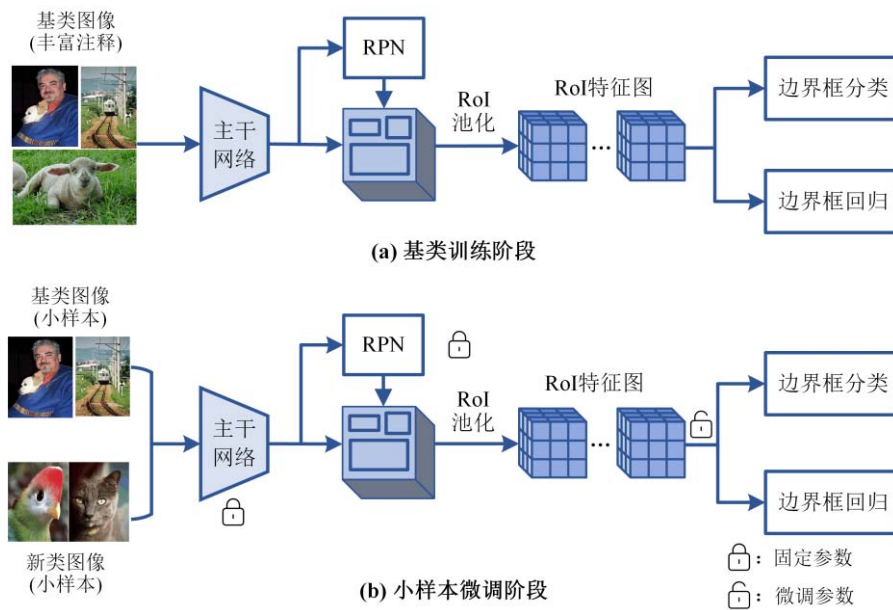 基类图像
(丰富注释)
RPN
主干
网络
RoI
池化
RoI特征图
...
边界框分类
边界框回归
(a) 基类训练阶段
基类图像
(小样本)
RPN
主干
网络
RoI
池化
RoI特征图
...
边界框分类
边界框回归
新类图像
(小样本)
(b) 小样本微调阶段
：固定参数
：微调参数